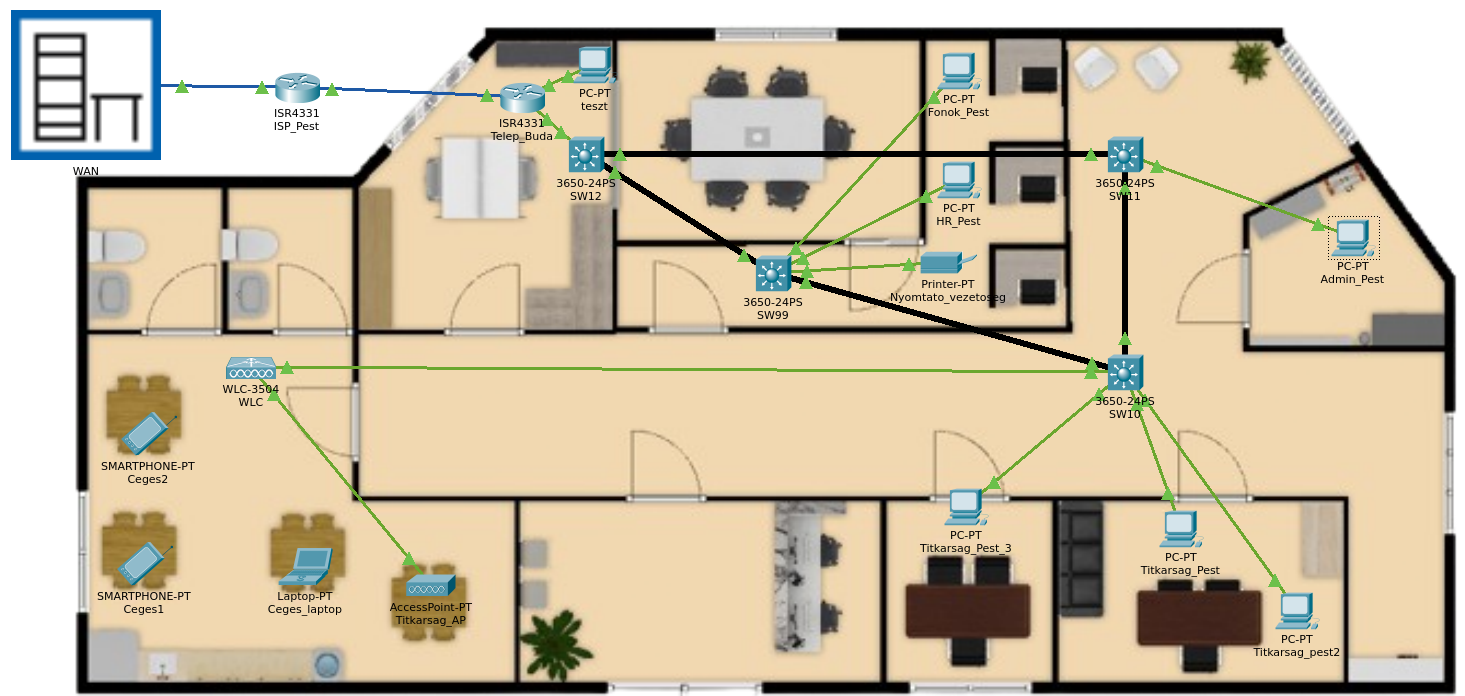 WAN
ISR4331
ISP_Pest
ISR4331
Telep_Buda
PC-PT
teszt
3650-24PS
SW12
PC-PT
Fonok_Pest
3650-24PS
SW11
PC-PT
HR_Pest
PC-PT
Admin_Pest
3650-24PS
SW99
Printer-PT
Nyomtato_vezetoseg
WLC-3504
WLC
3650-24PS
SW10
SMARTPHONE-PT
Ceges2
SMARTPHONE-PT
Ceges1
Laptop-PT
Ceges_laptop
AccessPoint-PT
Titkarsag_AP
PC-PT
Titkarsag_Pest_3
PC-PT
Titkarsag_Pest
PC-PT
Titkarsag_pest2